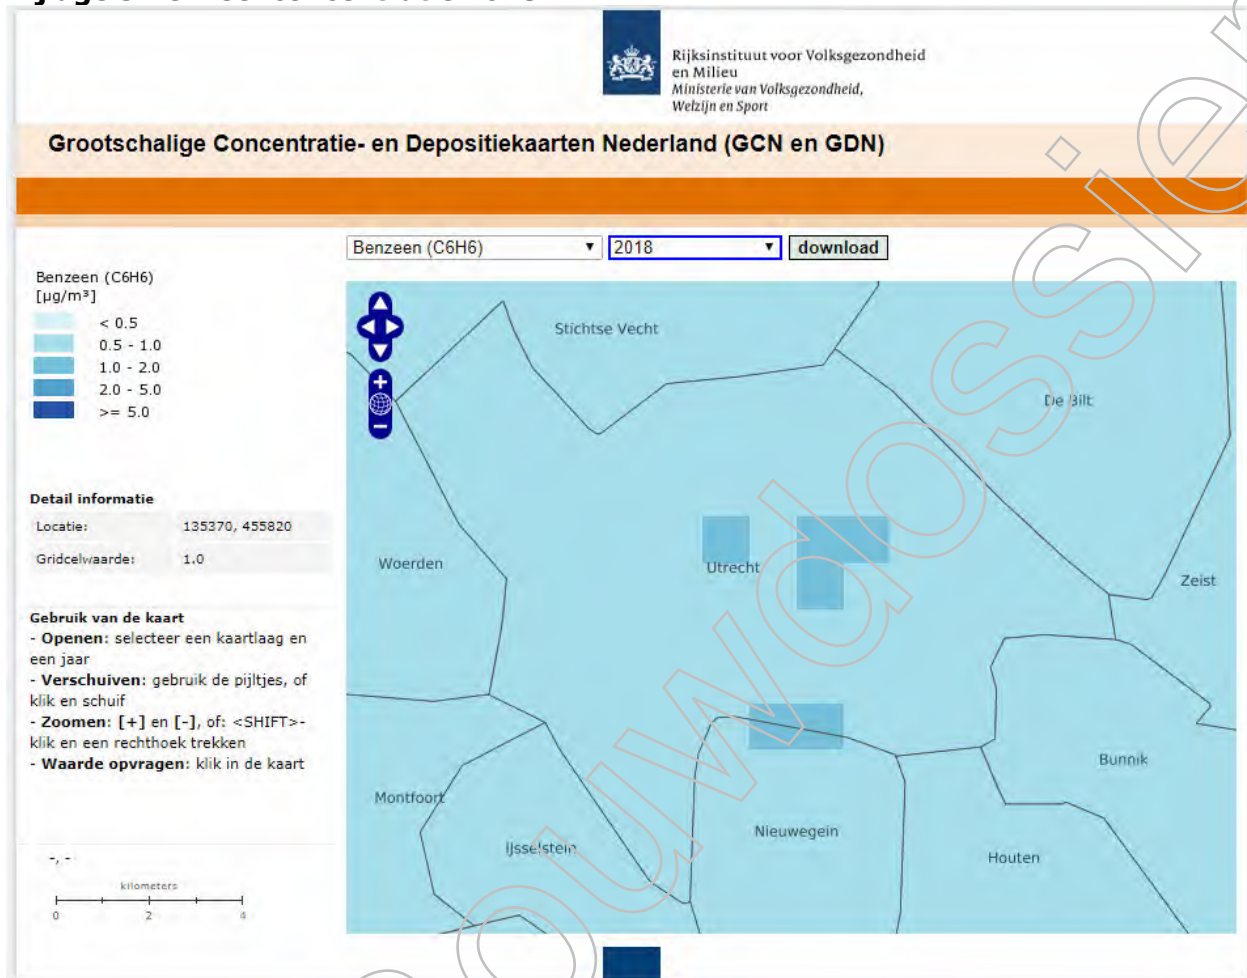 Rijksinstituut voor Volksgezondheid
en Milieu
Ministerie van Volksgezondheid,
Welzijn en Sport
Grootschalige Concentratie- en Depositiekaarten Nederland (GCN en GDN)
Benzeen (C6H6)
2018
download
Benzeen (C6H6)
[µg/m³]
< 0.5
0.5 - 1.0
1.0 - 2.0
2.0 - 5.0
>= 5.0
Stichtse Vecht
De Bilt
Detail informatie
Locatie: 135370, 455820
Gridcelwaarde: 1.0
Woerden
Utrecht
Zeist
Gebruik van de kaart
- Openen: selecteer een kaartlaag en
een jaar
- Verschuiven: gebruik de pijltjes, of
klik en schuif
- Zoomen: [+] en [-], of: <SHIFT>-
klik en een rechthoek trekken
- Waarde opvragen: klik in de kaart
Bunnik
Montfoort
Nieuwegein
IJsselstein
Houten
-, -
kilometers
0 2 4